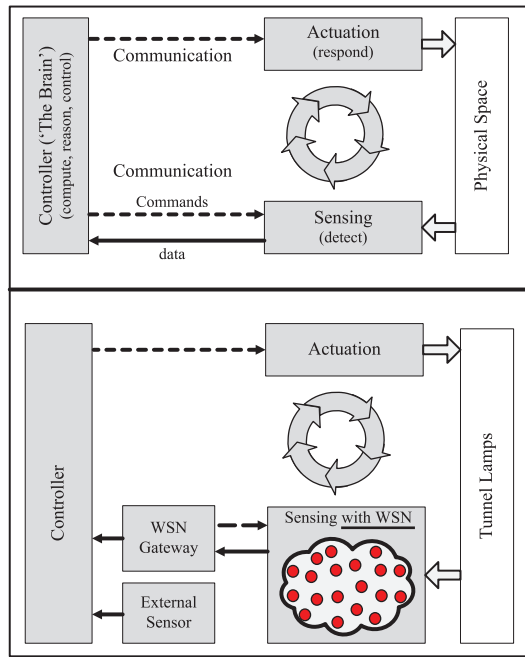 Controller ('The Brain')
(compute, reason, control)
Communication
Actuation
(respond)
Physical Space
Communication
Commands
data
Sensing
(detect)
Controller
Actuation
Tunnel Lamps
WSN
Gateway
External
Sensor
Sensing with WSN